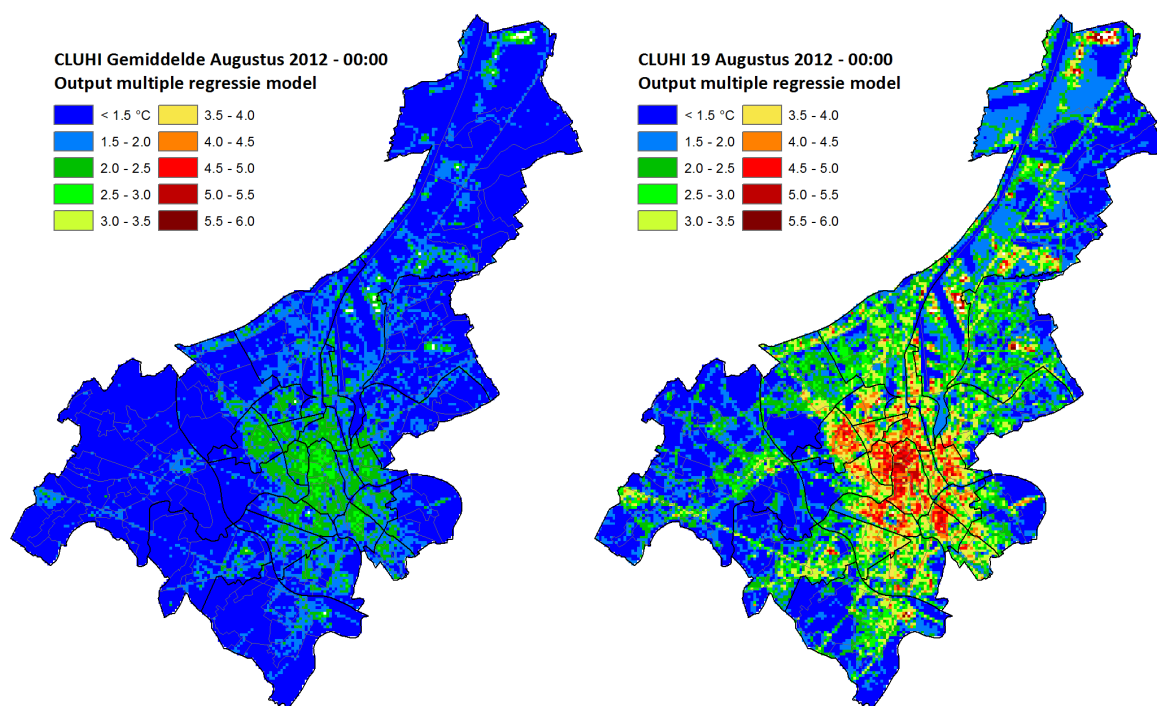 CLUHI Gemiddelde Augustus 2012 - 00:00
Output multiple regressie model
< 1.5 °C
3.5 - 4.0
1.5 - 2.0
4.0 - 4.5
2.0 - 2.5
4.5 - 5.0
2.5 - 3.0
5.0 - 5.5
3.0 - 3.5
5.5 - 6.0
CLUHI 19 Augustus 2012 - 00:00
Output multiple regressie model
< 1.5 °C
3.5 - 4.0
1.5 - 2.0
4.0 - 4.5
2.0 - 2.5
4.5 - 5.0
2.5 - 3.0
5.0 - 5.5
3.0 - 3.5
5.5 - 6.0